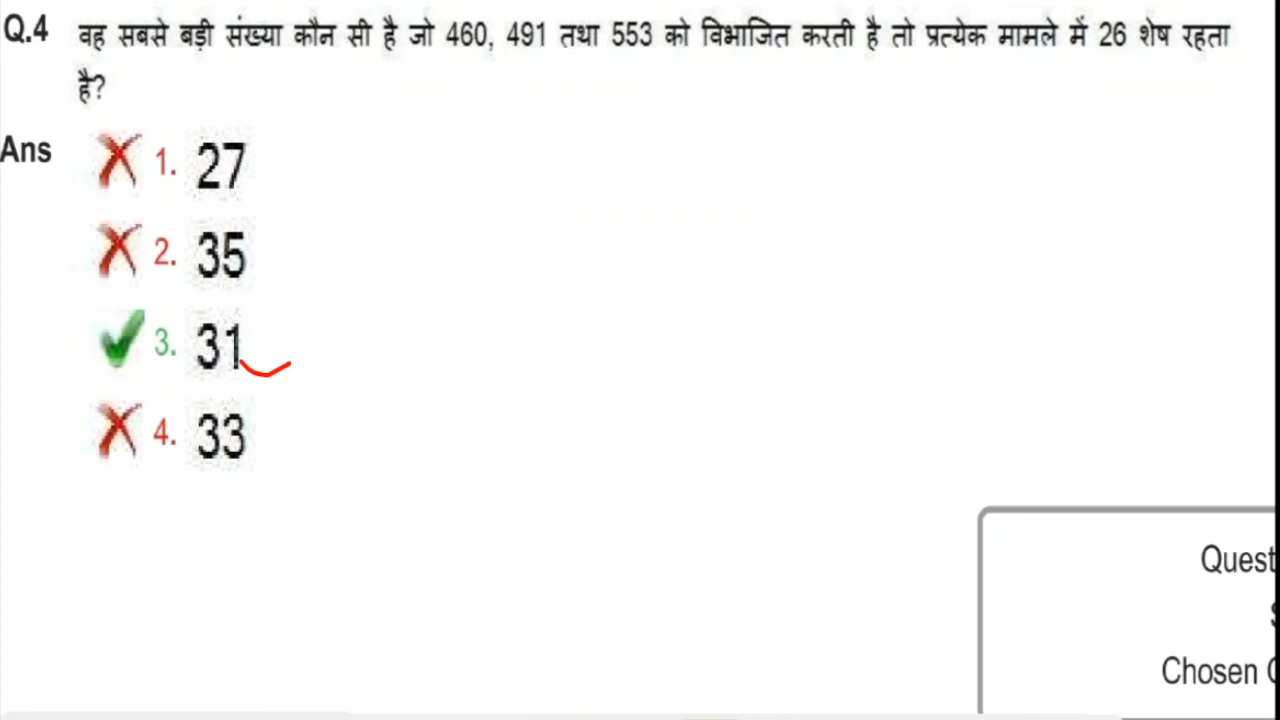 Q.4 वह सबसे बड़ी संख्या कौन सी है जो 460, 491 तथा 553 को विभाजित करती है तो प्रत्येक मामले में 26 शेष रहता
है?
Ans 1. 27
2. 35
3. 31
4. 33
Quest
Chosen